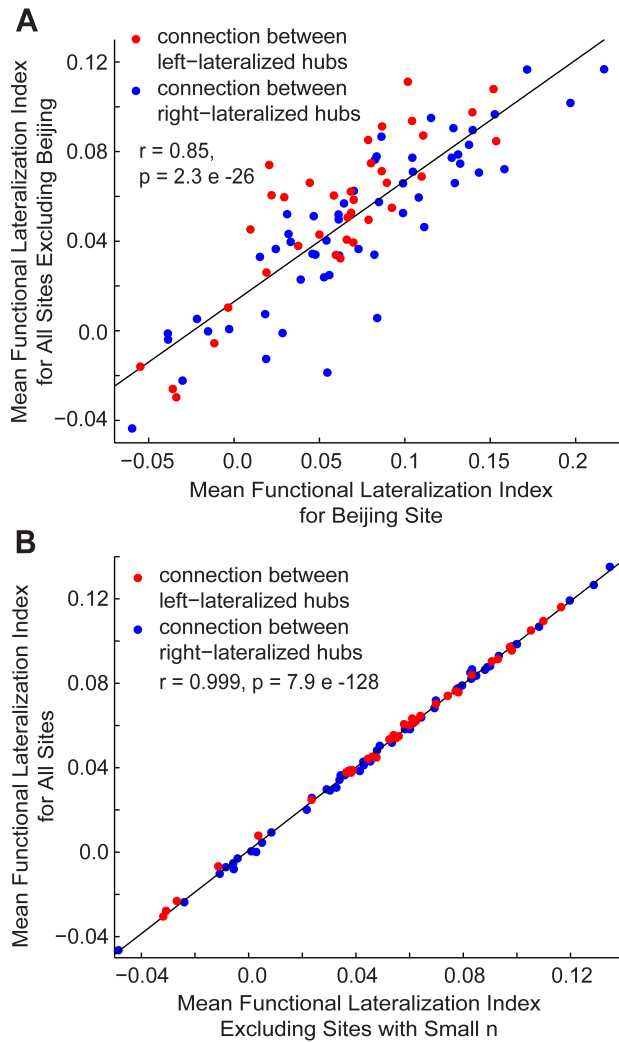 A
connection between
left−lateralized hubs
connection between
right−lateralized hubs
r = 0.85,
p = 2.3 e -26
Mean Functional Lateralization Index
for All Sites Excluding Beijing
0.12
0.08
0.04
0.0
−0.04
−0.05 0.0 0.05 0.1 0.15 0.2
Mean Functional Lateralization Index
for Beijing Site
B
connection between
left−lateralized hubs
connection between
right−lateralized hubs
r = 0.999, p = 7.9 e -128
Mean Functional Lateralization Index
for All Sites
0.12
0.08
0.04
0.0
−0.04
−0.04 0.0 0.04 0.08 0.12
Mean Functional Lateralization Index
Excluding Sites with Small n